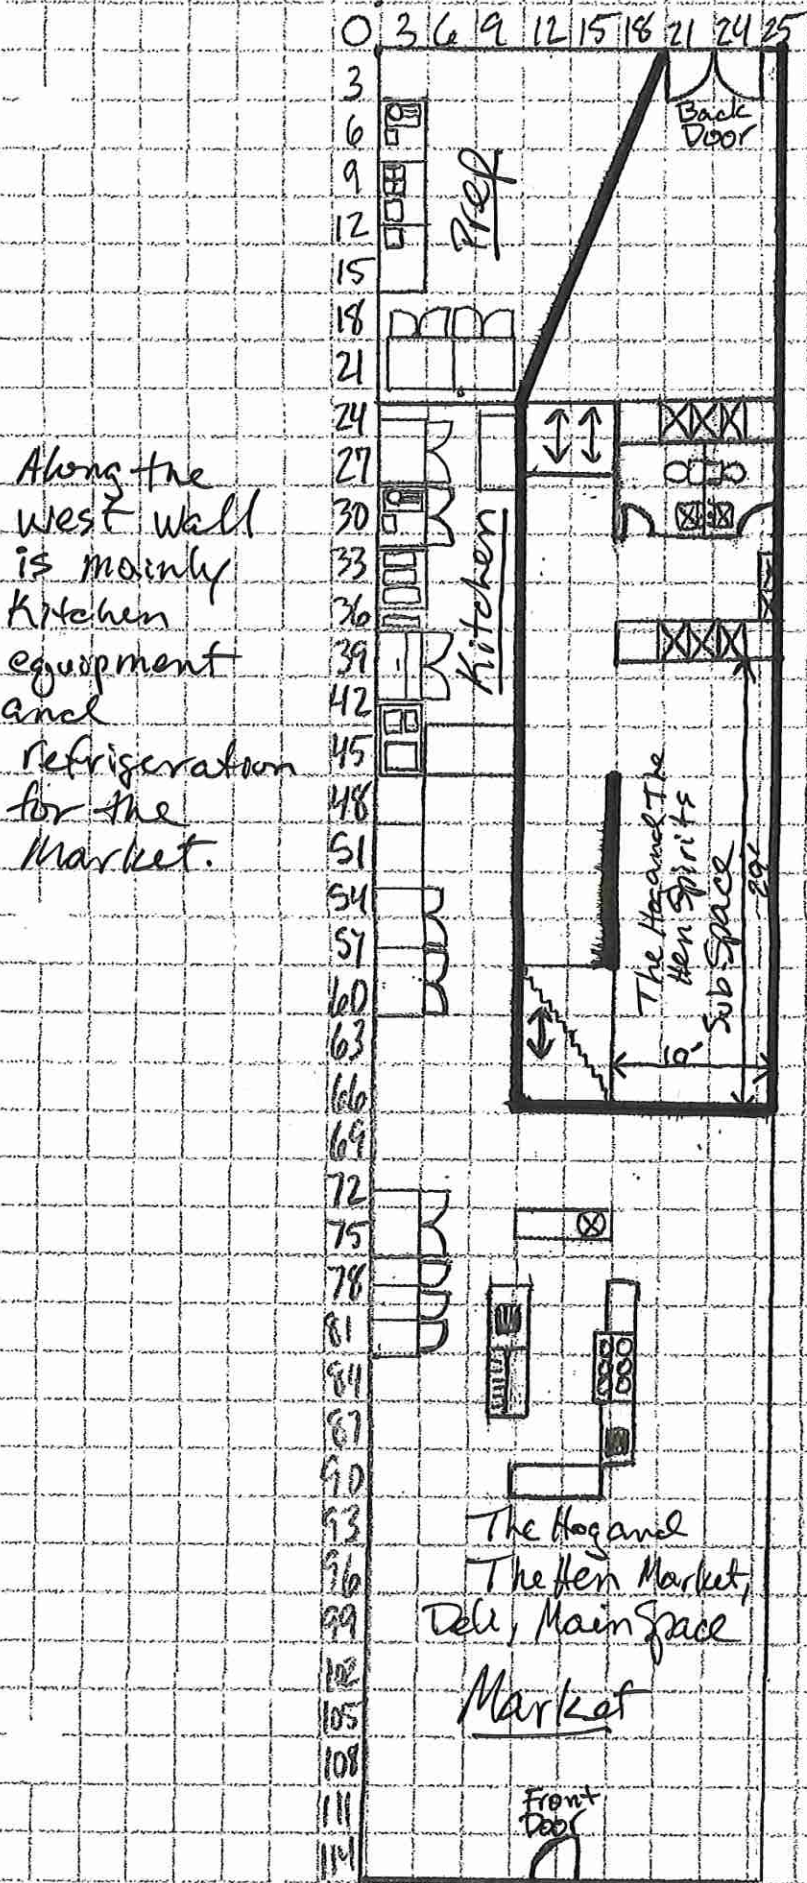 0 3 6 9 12 15 18 21 24 25
3
6
9
12
15
18
21
24
27
30
33
36
39
42
45
48
51
54
57
60
63
66
69
72
75
78
81
84
87
90
93
96
99
102
105
108
111
114
Back
Door
Prep
Along the
west wall
is mainly
Kitchen
equipment
and
refrigeration
for the
Market.
Kitchen
The Hog and The
Hen Spirits
Sub Space
29'
The Hog and
The Hen Market,
Deli, Main Space
Market
Front
Door